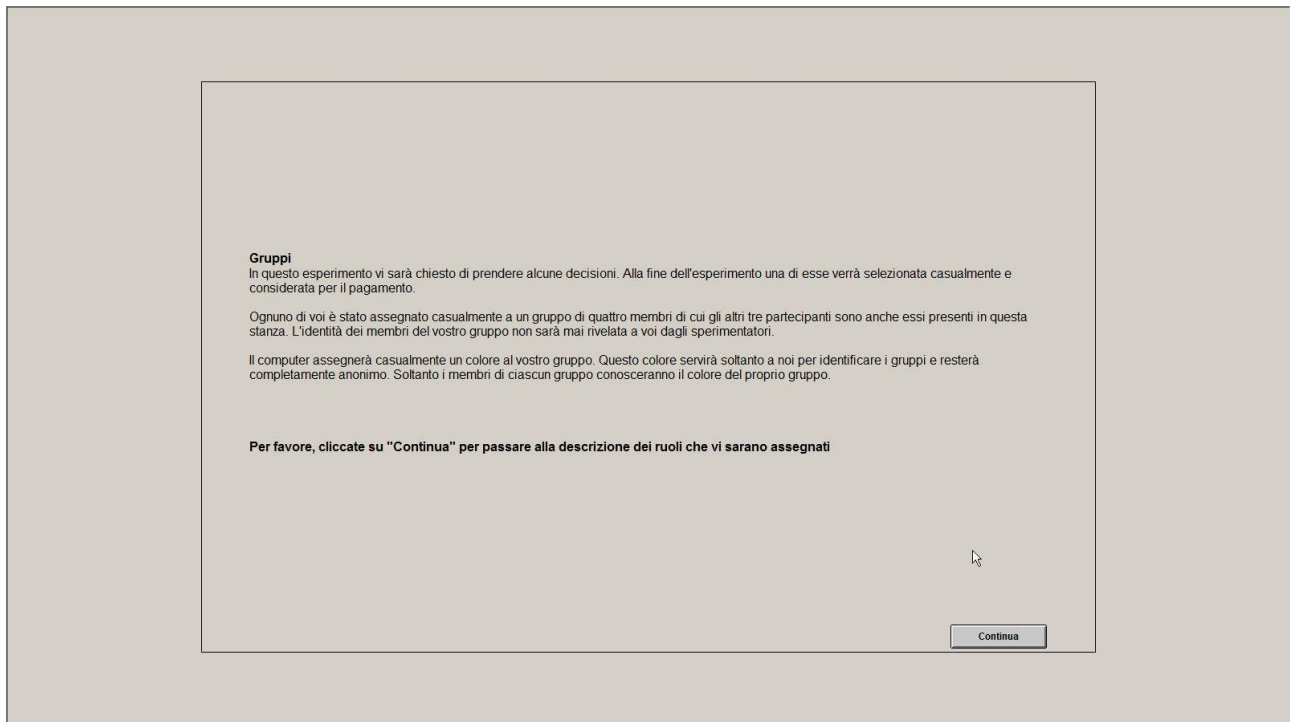 Gruppi
In questo esperimento vi sarà chiesto di prendere alcune decisioni. Alla fine dell'esperimento una di esse verrà selezionata casualmente e
considerata per il pagamento.
Ognuno di voi è stato assegnato casualmente a un gruppo di quattro membri di cui gli altri tre partecipanti sono anche essi presenti in questa
stanza. L'identità dei membri del vostro gruppo non sarà mai rivelata a voi dagli sperimentatori.
Il computer assegnerà casualmente un colore al vostro gruppo. Questo colore servirà soltanto a noi per identificare i gruppi e resterà
completamente anonimo. Soltanto i membri di ciascun gruppo conosceranno il colore del proprio gruppo.
Per favore, cliccate su "Continua" per passare alla descrizione dei ruoli che vi sarano assegnati
Continua